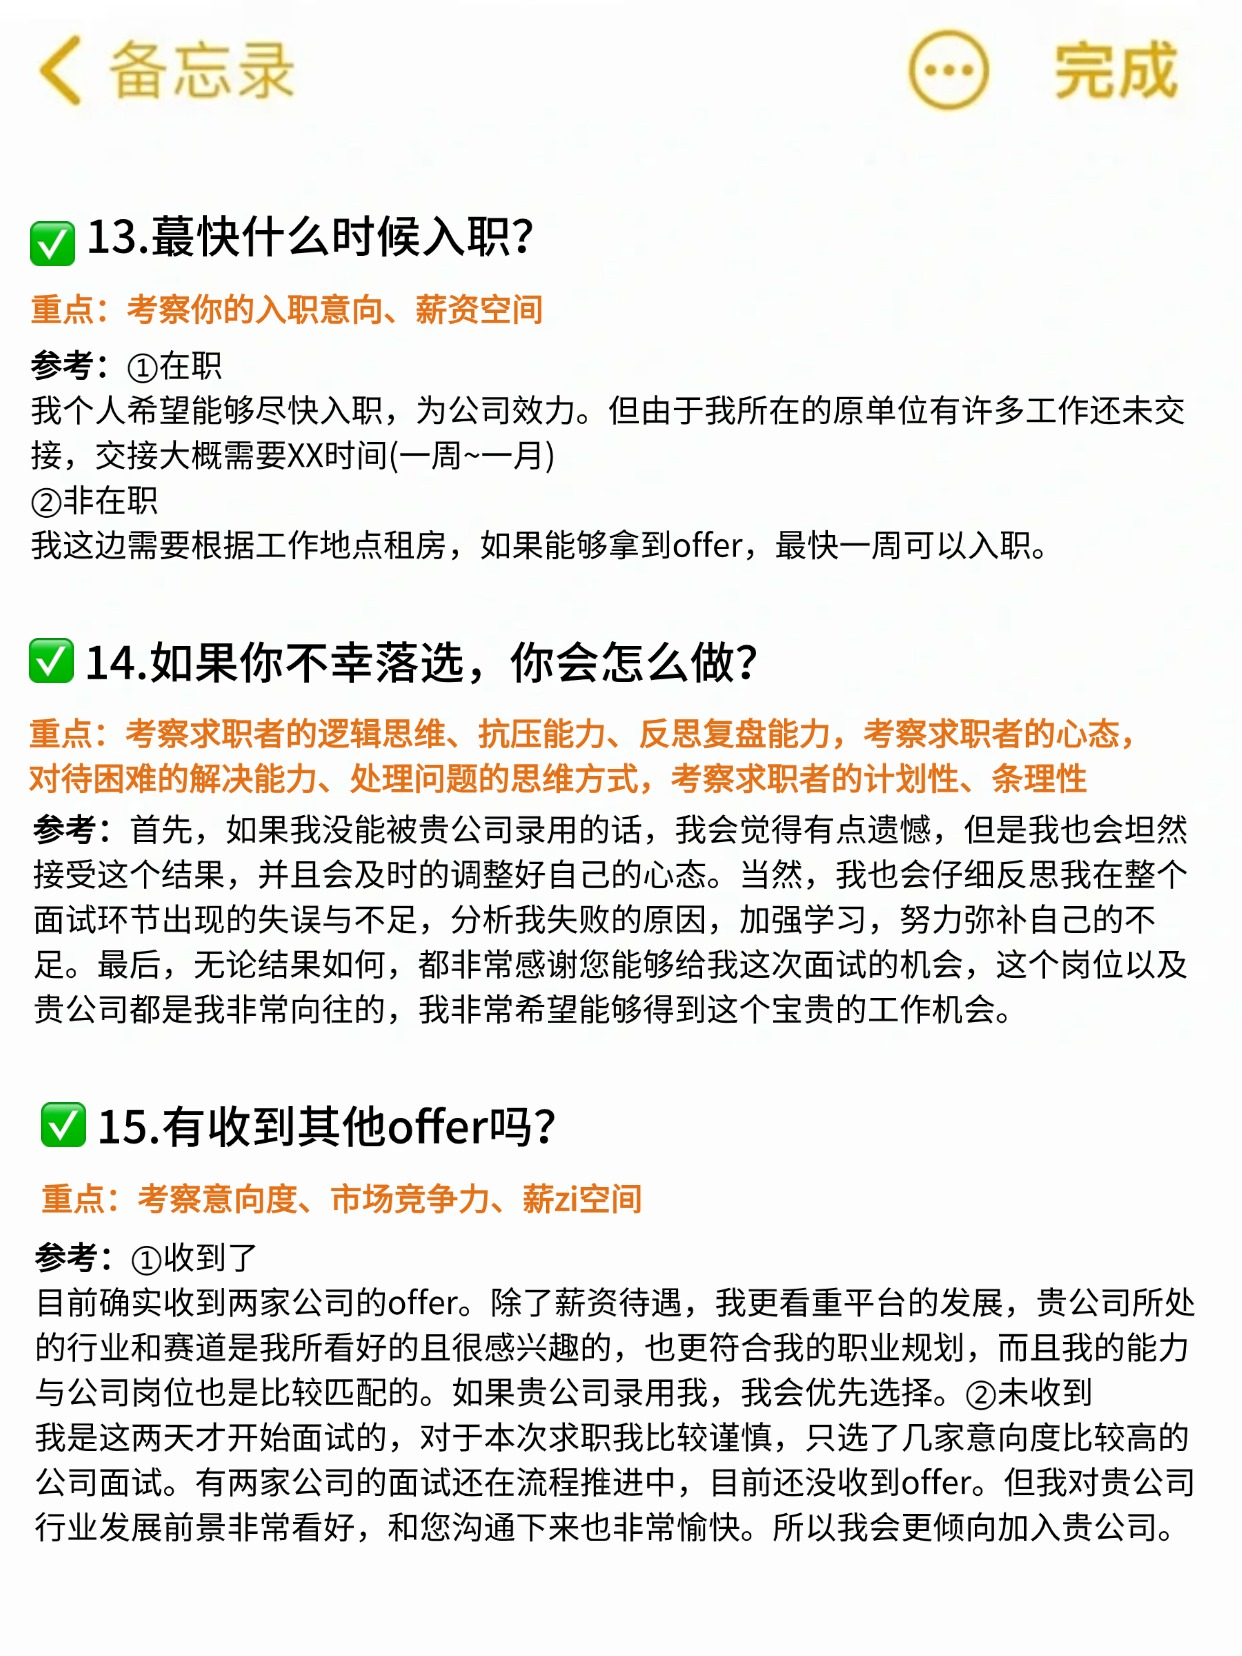 备忘录
完成
13.蕞快什么时候入职?
重点：考察你的入职意向、薪资空间
参考：①在职
我个人希望能够尽快入职，为公司效力。但由于我所在的原单位有许多工作还未交
接，交接大概需要XX时间(一周~一月)
②非在职
我这边需要根据工作地点租房，如果能够拿到offer，最快一周可以入职。
14.如果你不幸落选，你会怎么做?
重点：考察求职者的逻辑思维、抗压能力、反思复盘能力，考察求职者的心态，
对待困难的解决能力、处理问题的思维方式，考察求职者的计划性、条理性
参考：首先，如果我没能被贵公司录用的话，我会觉得有点遗憾，但是我也会坦然
接受这个结果，并且会及时的调整好自己的心态。当然，我也会仔细反思我在整个
面试环节出现的失误与不足，分析我失败的原因，加强学习，努力弥补自己的不
足。最后，无论结果如何，都非常感谢您能够给我这次面试的机会，这个岗位以及
贵公司都是我非常向往的，我非常希望能够得到这个宝贵的工作机会。
15.有收到其他offer吗?
重点：考察意向度、市场竞争力、薪zi空间
参考：①收到了
目前确实收到两家公司的offer。除了薪资待遇，我更看重平台的发展，贵公司所处
的行业和赛道是我所看好的且很感兴趣的，也更符合我的职业规划，而且我的能力
与公司岗位也是比较匹配的。如果贵公司录用我，我会优先选择。②未收到
我是这两天才开始面试的，对于本次求职我比较谨慎，只选了几家意向度比较高的
公司面试。有两家公司的面试还在流程推进中，目前还没收到offer。但我对贵公司
行业发展前景非常看好，和您沟通下来也非常愉快。所以我会更倾向加入贵公司。